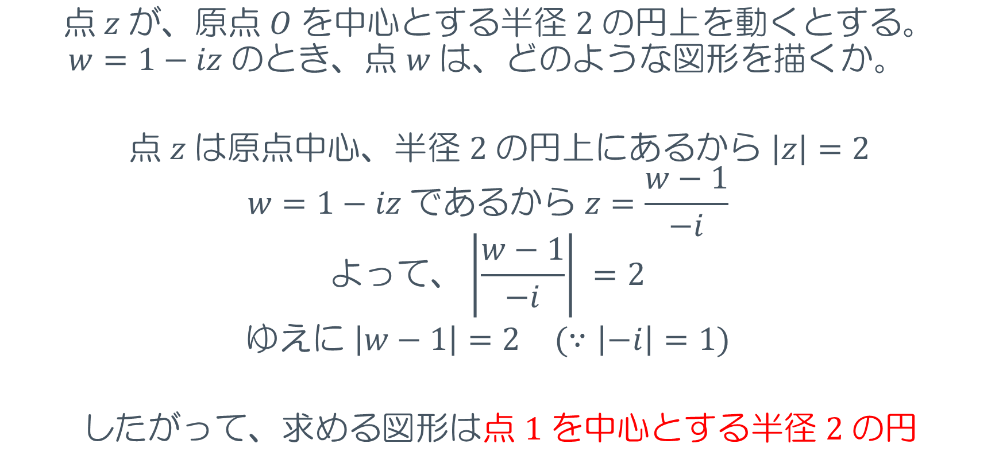 点 z が、原点 O を中心とする半径 2 の円上を動くとする。
w = 1 − iz のとき、点 w は、どのような図形を描くか。
点 z は原点中心、半径 2 の円上にあるから |z| = 2
w = 1 − iz であるから z = \frac{w − 1}{−i}
よって、 \left|\frac{w − 1}{−i}\right| = 2
ゆえに |w − 1| = 2 (∵ |−i| = 1)
したがって、求める図形は点 1 を中心とする半径 2 の円